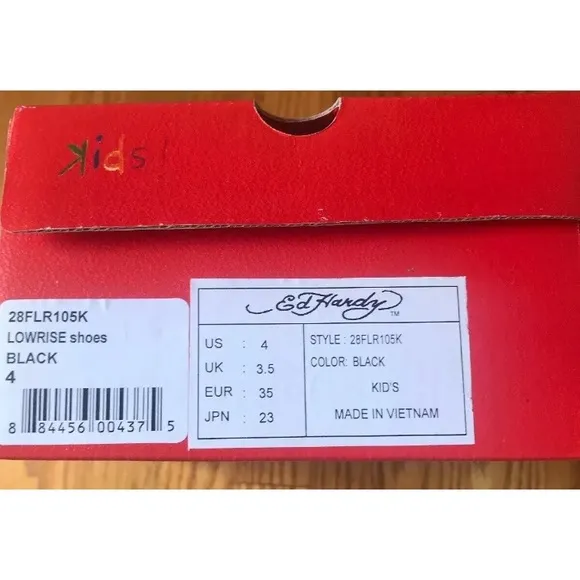 Kids!
28FLR105K
LOWRISE shoes
BLACK
4
8 84456 00437 5
Ed Hardy TM
US : 4
UK : 3.5
EUR : 35
JPN : 23
STYLE : 28FLR105K
COLOR: BLACK
KID'S
MADE IN VIETNAM